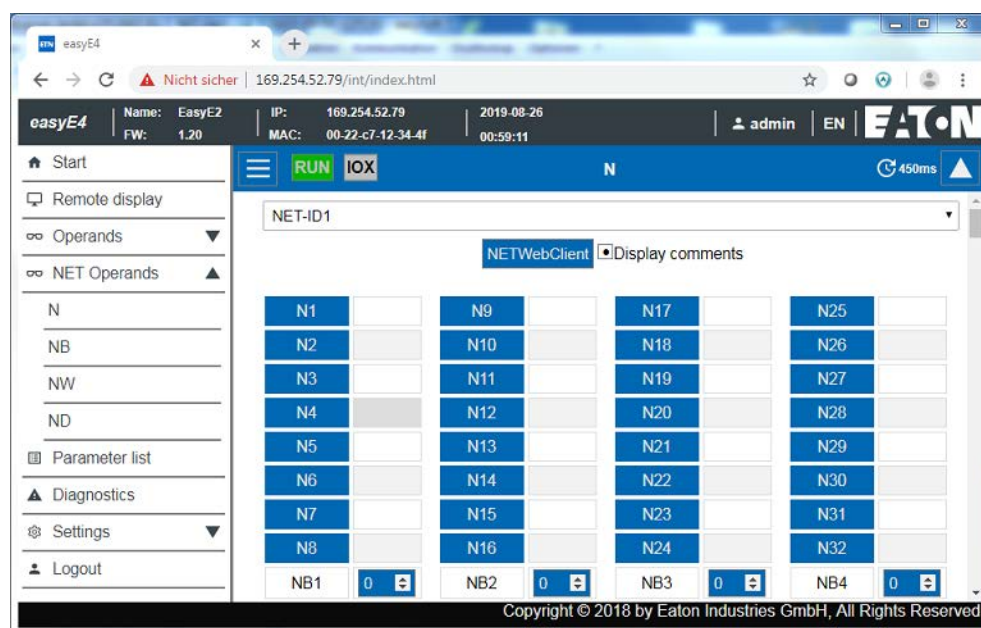 ETN easyE4
Nicht sicher | 169.254.52.79/int/index.html
easyE4 Name: EasyE2 IP: 169.254.52.79 2019-08-26 admin EN EATON
FW: 1.20 MAC: 00-22-c7-12-34-4f 00:59:11
Start
RUN IOX N 450ms
Remote display
NET-ID1
Operands
NETWebClient Display comments
NET Operands
N
NB
NW
ND
Parameter list
Diagnostics
Settings
Logout
N1 N9 N17 N25
N2 N10 N18 N26
N3 N11 N19 N27
N4 N12 N20 N28
N5 N13 N21 N29
N6 N14 N22 N30
N7 N15 N23 N31
N8 N16 N24 N32
NB1 0 NB2 0 NB3 0 NB4 0
Copyright © 2018 by Eaton Industries GmbH, All Rights Reserved